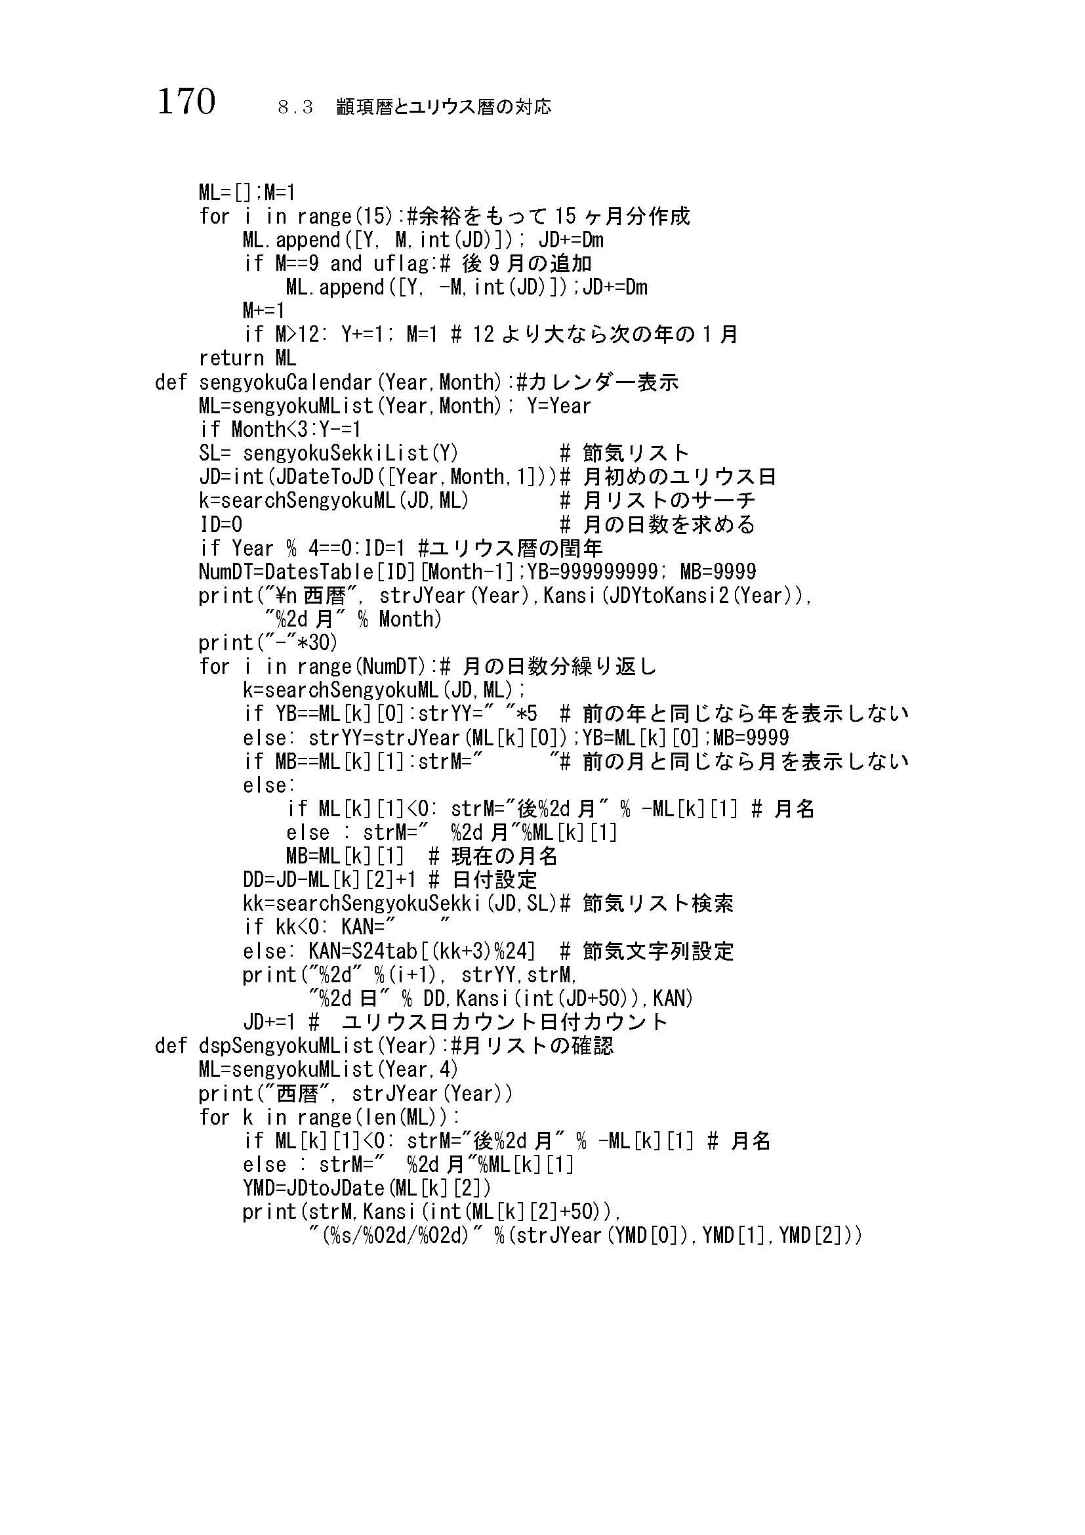 170 8.3 顓頊暦とユリウス暦の対応
    ML=[];M=1
    for i in range(15):#余裕をもって 15 ヶ月分作成
        ML.append([Y, M,int(JD)]); JD+=Dm
        if M==9 and uflag:# 後 9 月の追加
            ML.append([Y, -M,int(JD)]);JD+=Dm
        M+=1
        if M>12: Y+=1; M=1 # 12 より大なら次の年の 1 月
    return ML
def sengyokuCalendar(Year,Month):#カレンダー表示
    ML=sengyokuMList(Year,Month); Y=Year
    if Month<3:Y-=1
    SL= sengyokuSekkiList(Y)         # 節気リスト
    JD=int(JDateToJD([Year,Month,1]))# 月初めのユリウス日
    k=searchSengyokuML(JD,ML)        # 月リストのサーチ
    ID=0                             # 月の日数を求める
    if Year % 4==0:ID=1 #ユリウス暦の閏年
    NumDT=DatesTable[ID][Month-1];YB=999999999; MB=9999
    print("¥n 西暦", strJYear(Year),Kansi(JDYtoKansi2(Year)),
          "%2d 月" % Month)
    print("-"*30)
    for i in range(NumDT):# 月の日数分繰り返し
        k=searchSengyokuML(JD,ML);
        if YB==ML[k][0]:strYY=" "*5  # 前の年と同じなら年を表示しない
        else: strYY=strJYear(ML[k][0]);YB=ML[k][0];MB=9999
        if MB==ML[k][1]:strM="      "# 前の月と同じなら月を表示しない
        else:
            if ML[k][1]<0: strM="後%2d 月" % -ML[k][1] # 月名
            else : strM="  %2d 月"%ML[k][1]
            MB=ML[k][1]  # 現在の月名
        DD=JD-ML[k][2]+1 # 日付設定
        kk=searchSengyokuSekki(JD,SL)# 節気リスト検索
        if kk<0: KAN="    "
        else: KAN=S24tab[(kk+3)%24]  # 節気文字列設定
        print("%2d" %(i+1), strYY,strM,
              "%2d 日" % DD,Kansi(int(JD+50)),KAN)
        JD+=1 #  ユリウス日カウント日付カウント
def dspSengyokuMList(Year):#月リストの確認
    ML=sengyokuMList(Year,4)
    print("西暦", strJYear(Year))
    for k in range(len(ML)):
        if ML[k][1]<0: strM="後%2d 月" % -ML[k][1] # 月名
        else : strM="  %2d 月"%ML[k][1]
        YMD=JDtoJDate(ML[k][2])
        print(strM,Kansi(int(ML[k][2]+50)),
              "(%s/%02d/%02d)" %(strJYear(YMD[0]),YMD[1],YMD[2]))